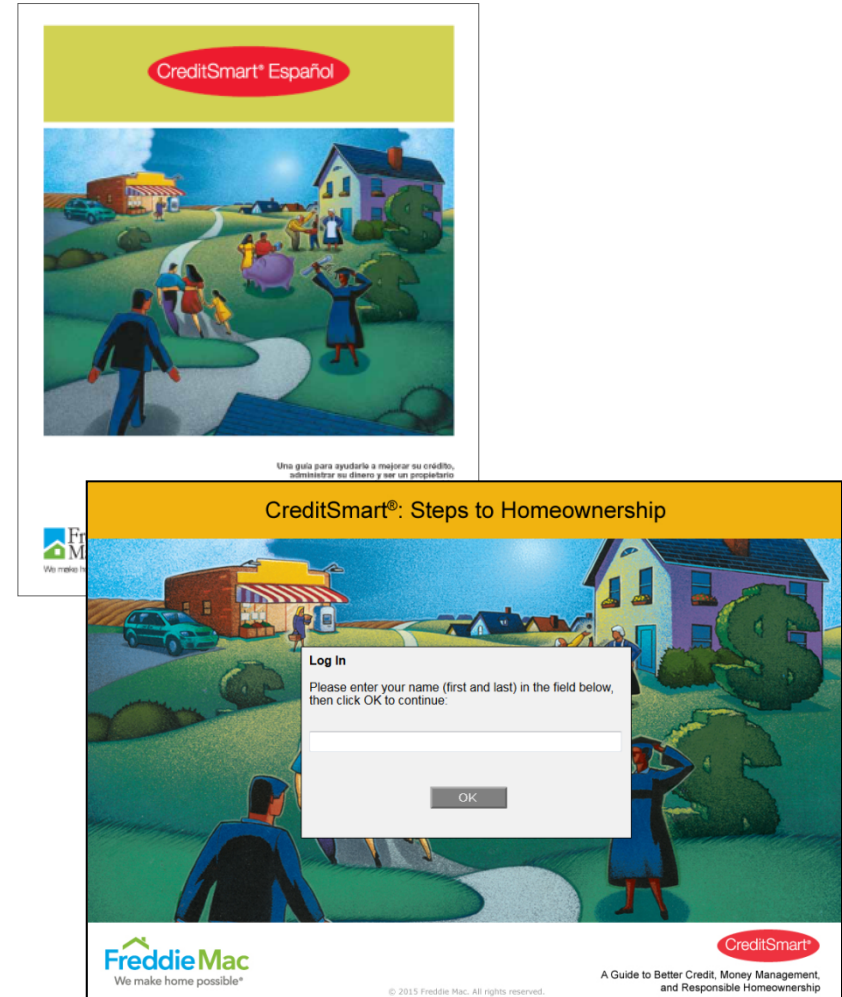 CreditSmart® Español
Una guía para ayudarle a mejorar su crédito,
administrar su dinero y ser un propietario
We make
CreditSmart®: Steps to Homeownership
Log In
Please enter your name (first and last) in the field below,
then click OK to continue:
OK
FreddieMac
We make home possible®
© 2015 Freddie Mac. All rights reserved.
CreditSmart®
A Guide to Better Credit, Money Management,
and Responsible Homeownership